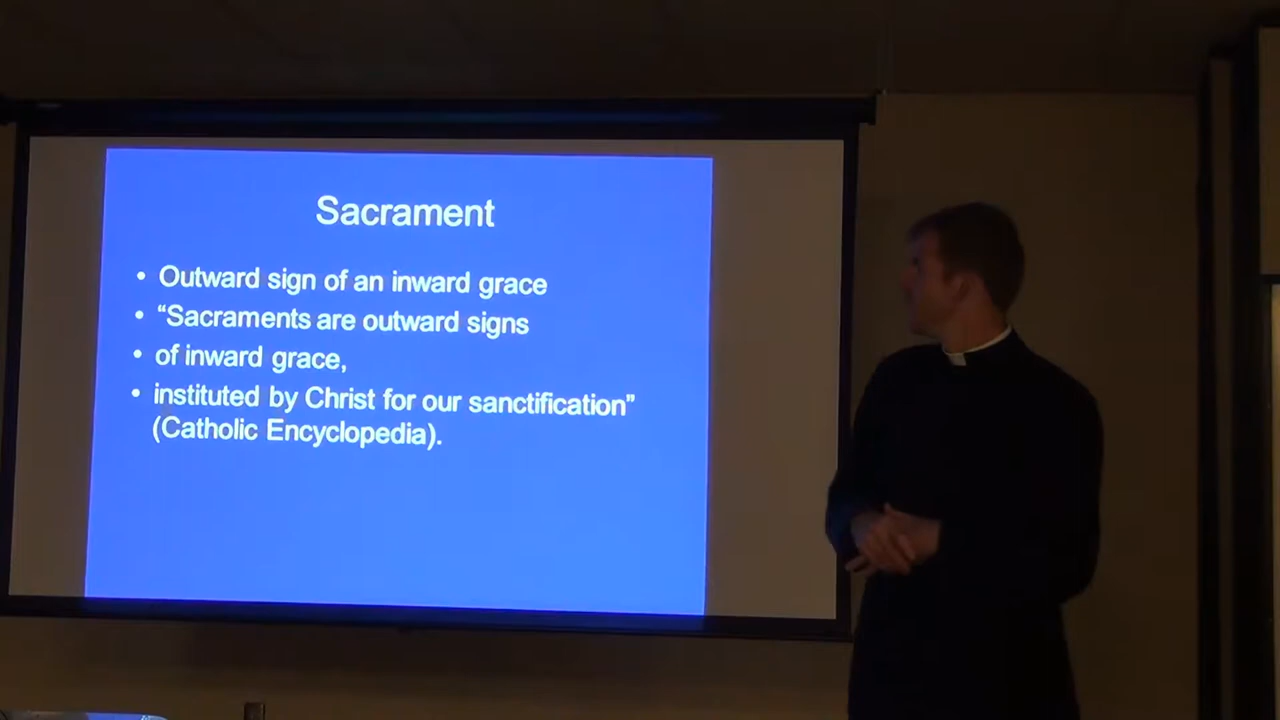 Sacrament
• Outward sign of an inward grace
• “Sacraments are outward signs
• of inward grace,
• instituted by Christ for our sanctification”
(Catholic Encyclopedia).